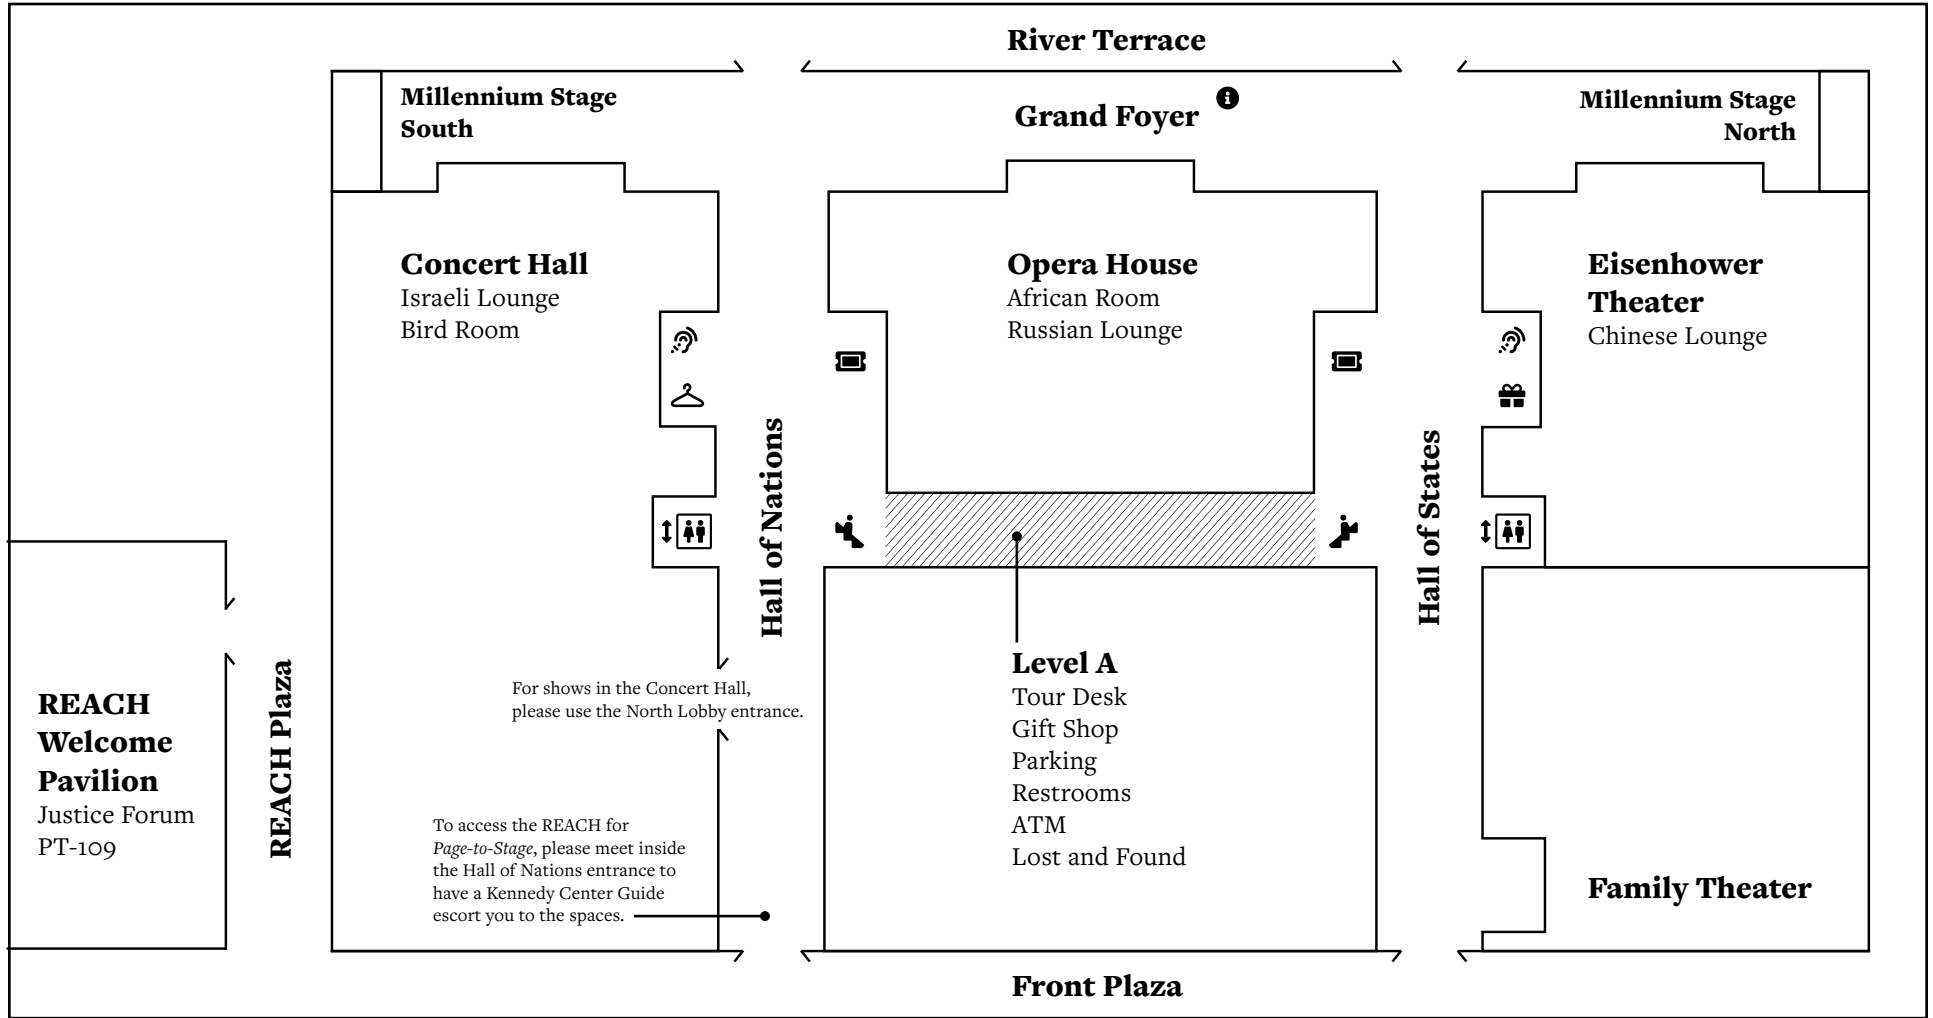 River Terrace
Millennium Stage
South
Grand Foyer
Millennium Stage
North
Concert Hall
Israeli Lounge
Bird Room
Opera House
African Room
Russian Lounge
Eisenhower
Theater
Chinese Lounge
Hall of Nations
Hall of States
REACH
Welcome
Pavilion
Justice Forum
PT-109
REACH Plaza
For shows in the Concert Hall,
please use the North Lobby entrance.
To access the REACH for
Page-to-Stage, please meet inside
the Hall of Nations entrance to
have a Kennedy Center Guide
escort you to the spaces.
Level A
Tour Desk
Gift Shop
Parking
Restrooms
ATM
Lost and Found
Family Theater
Front Plaza